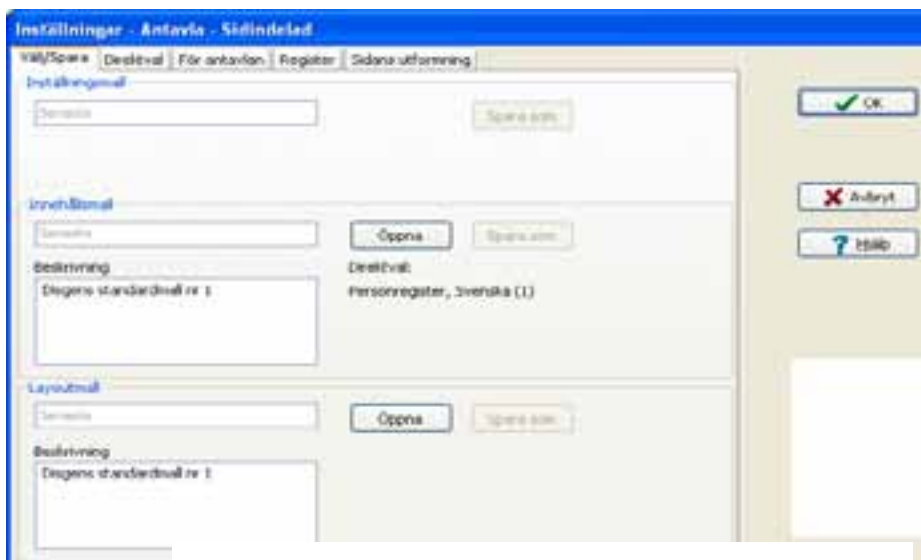 Inställningar - Antavla - Sidindelad
Välj/Spara Direktval För antavlan Register Sidans utformning
Inställningsmall
Senaste Spara som
OK
Avbryt
Innehållsmall
Senaste Öppna Spara som
Hjälp
Beskrivning Direktval:
Disgens standardmall nr 1 Personregister, Svenska (1)
Layoutmall
Senaste Öppna Spara som
Beskrivning
Disgens standardmall nr 1